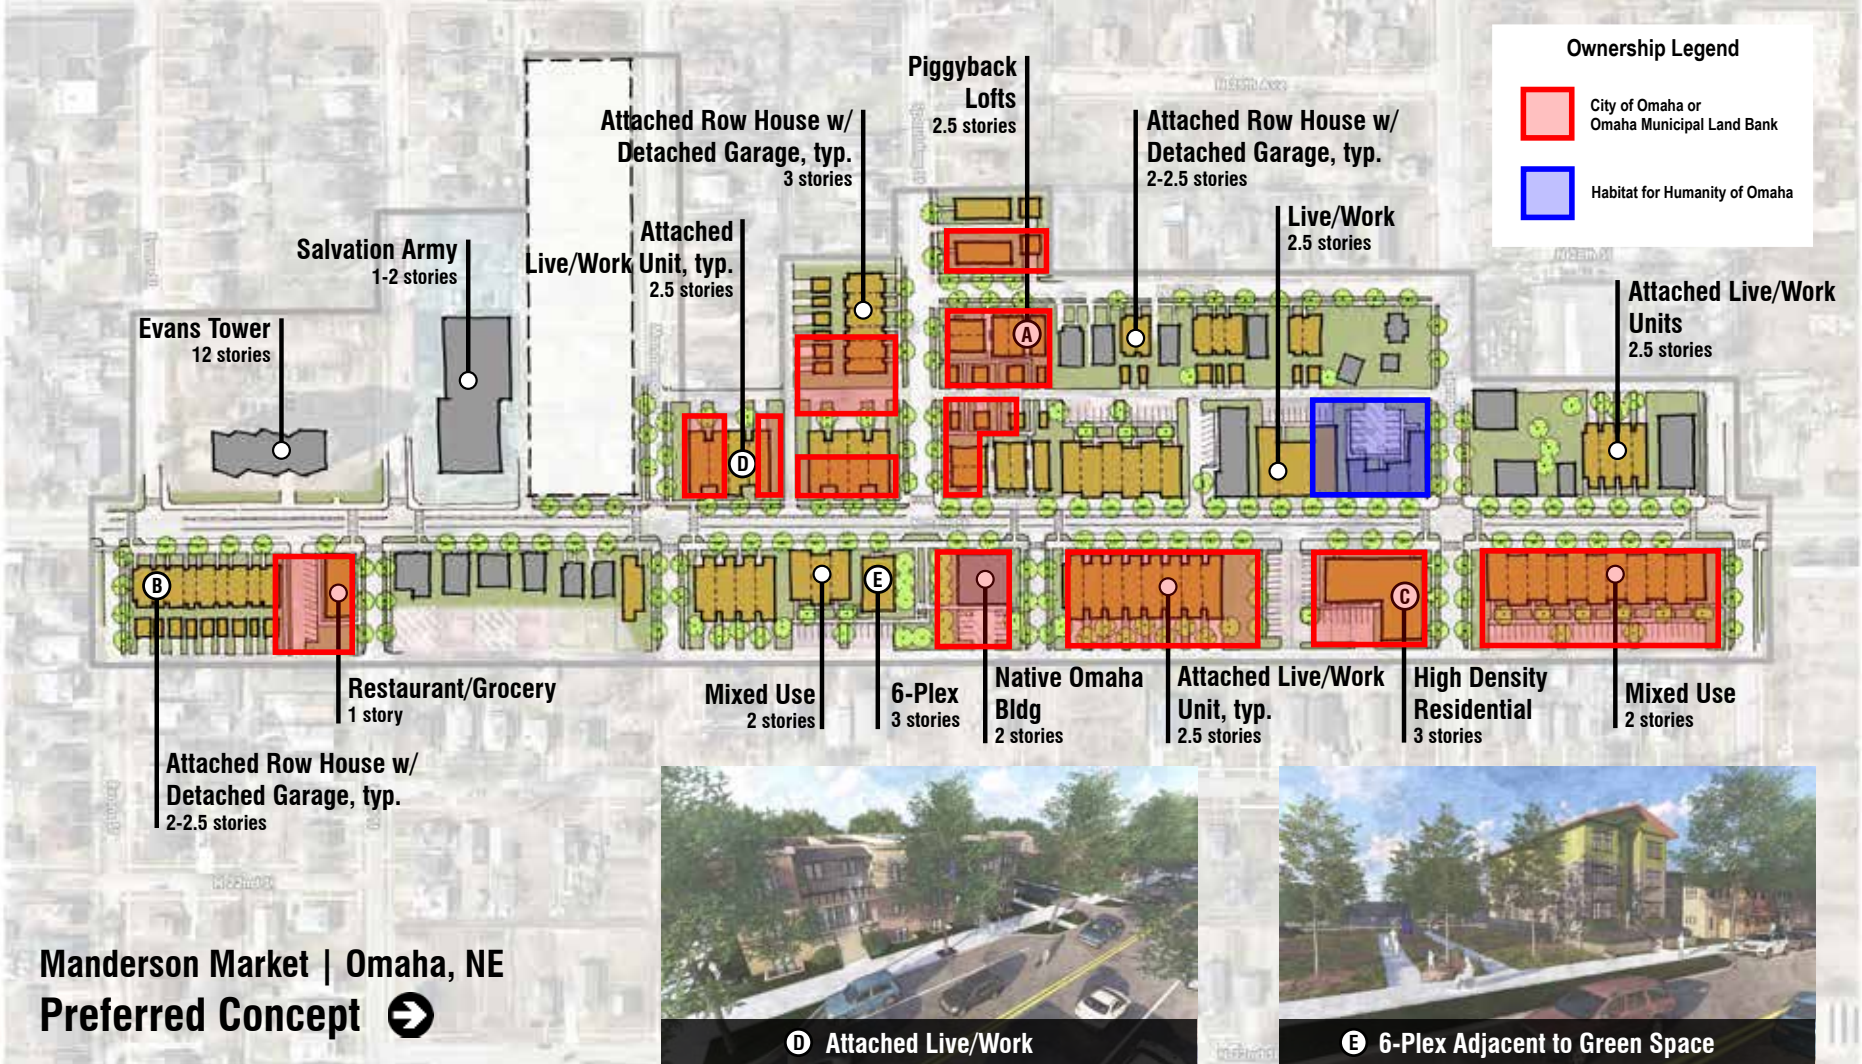 Ownership Legend
City of Omaha or
Omaha Municipal Land Bank
Habitat for Humanity of Omaha
Piggyback
Lofts
2.5 stories
Attached Row House w/
Detached Garage, typ.
3 stories
Attached Row House w/
Detached Garage, typ.
2-2.5 stories
Live/Work
2.5 stories
Attached
Live/Work Unit, typ.
2.5 stories
Salvation Army
1-2 stories
Evans Tower
12 stories
Attached Live/Work
Units
2.5 stories
A
D
B
E
C
Restaurant/Grocery
1 story
Attached Row House w/
Detached Garage, typ.
2-2.5 stories
Mixed Use
2 stories
6-Plex
3 stories
Native Omaha
Bldg
2 stories
Attached Live/Work
Unit, typ.
2.5 stories
High Density
Residential
3 stories
Mixed Use
2 stories
Manderson Market | Omaha, NE
Preferred Concept
D Attached Live/Work
E 6-Plex Adjacent to Green Space